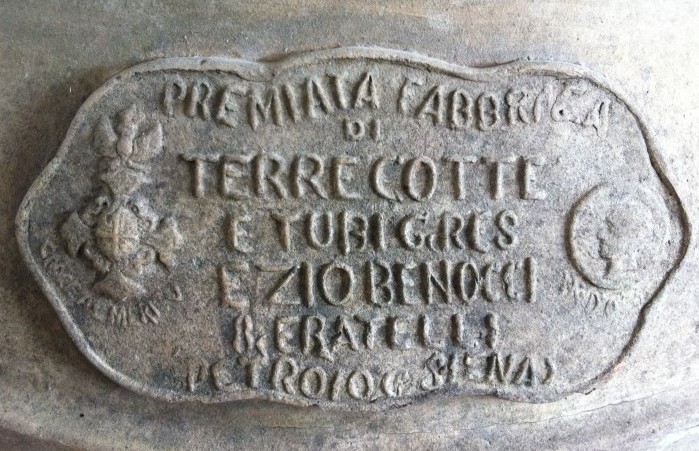 PREMIATA FABBRICA
DI
TERRECOTTE
E TUBI GRES
EZIO BENOCCI
& FRATELLI
PETROIO (SIENA)